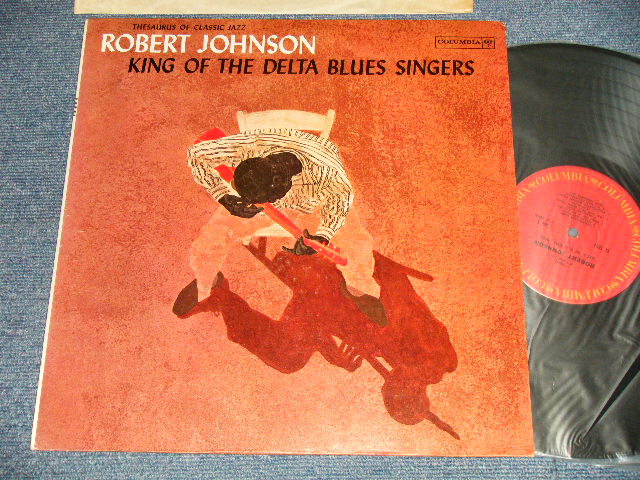 THESAURUS OF CLASSIC JAZZ
ROBERT JOHNSON
COLUMBIA
KING OF THE DELTA BLUES SINGERS
COLUMBIA
ROBERT JOHNSON